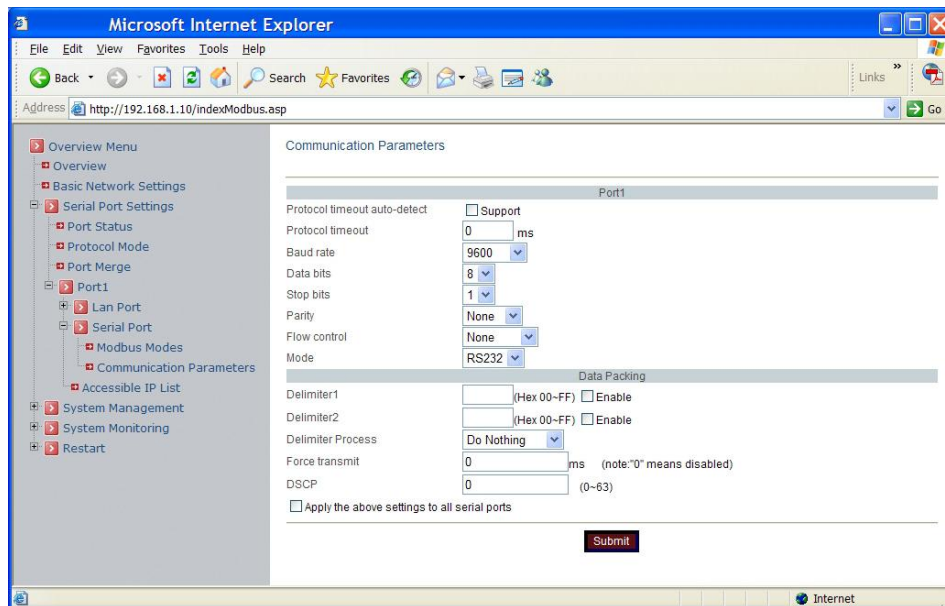 Microsoft Internet Explorer
File Edit View Favorites Tools Help
Back Search Favorites Links »
Address http://192.168.1.10/indexModbus.asp Go
Overview Menu
Overview
Basic Network Settings
Serial Port Settings
Port Status
Protocol Mode
Port Merge
Port1
Lan Port
Serial Port
Modbus Modes
Communication Parameters
Accessible IP List
System Management
System Monitoring
Restart
Communication Parameters
Port1
Protocol timeout auto-detect Support
Protocol timeout 0 ms
Baud rate 9600
Data bits 8
Stop bits 1
Parity None
Flow control None
Mode RS232
Data Packing
Delimiter1 (Hex 00~FF) Enable
Delimiter2 (Hex 00~FF) Enable
Delimiter Process Do Nothing
Force transmit 0 ms (note:"0" means disabled)
DSCP 0 (0~63)
Apply the above settings to all serial ports
Submit
Internet